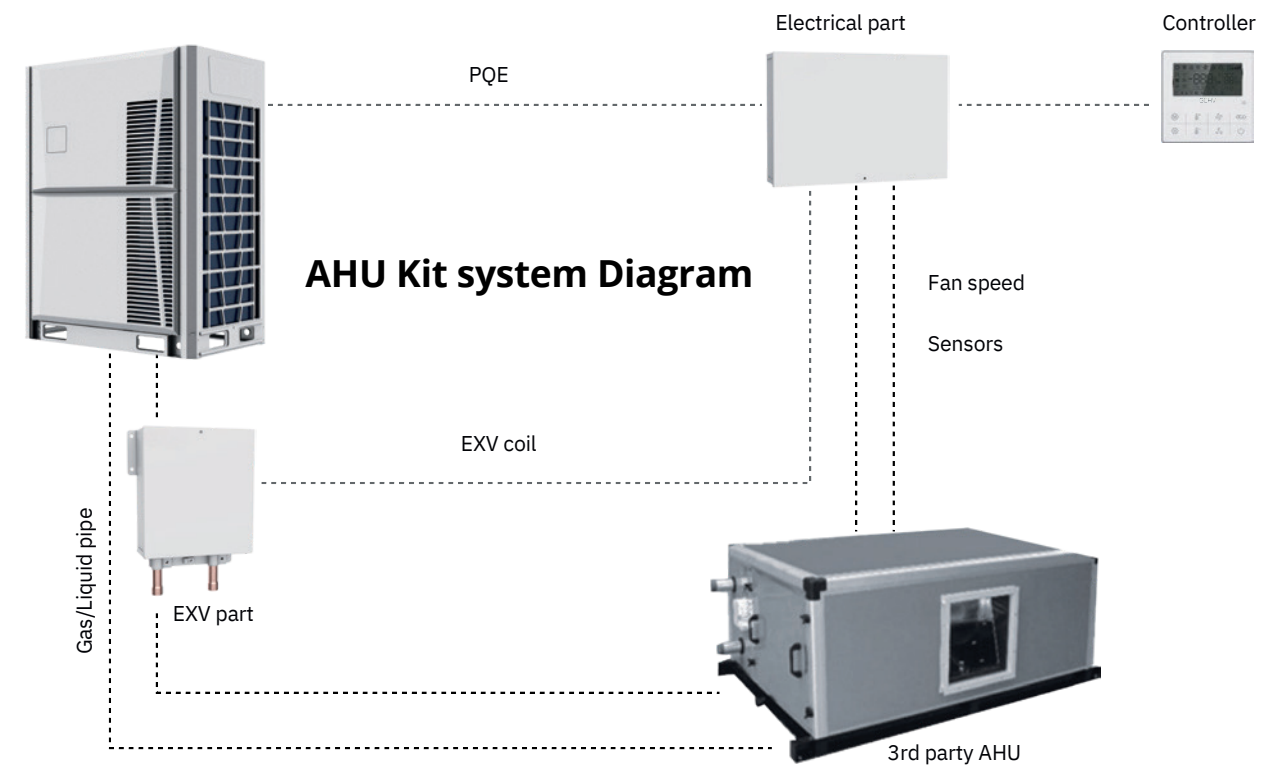 Electrical part
Controller
PQE
AHU Kit system Diagram
Fan speed
Sensors
EXV coil
Gas/Liquid pipe
EXV part
3rd party AHU